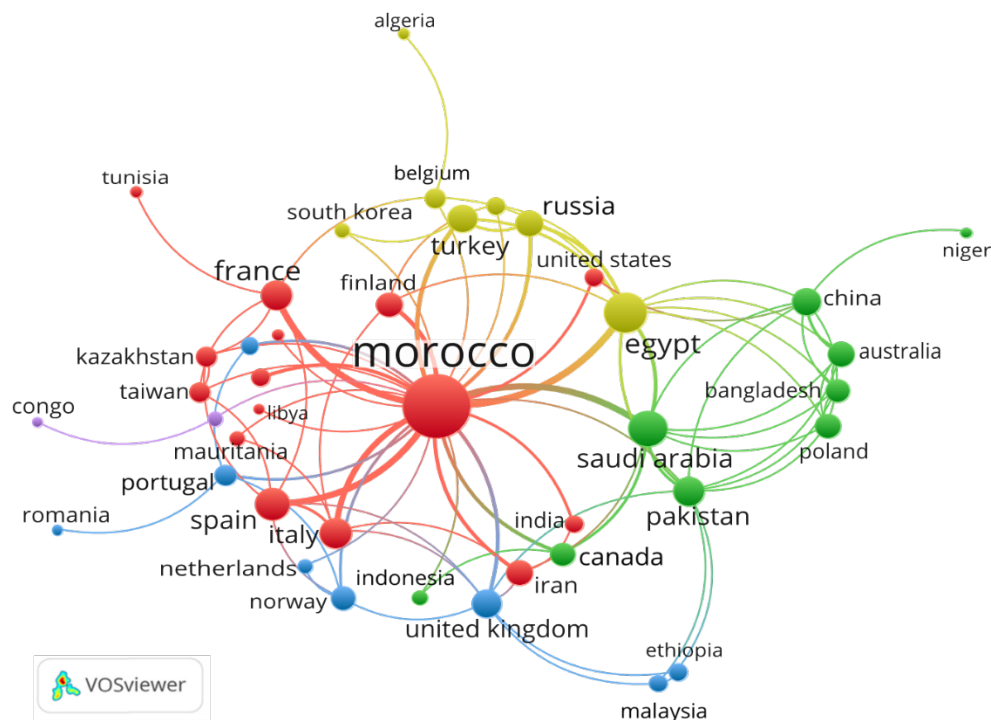 algeria
tunisia
belgium
south korea
russia
turkey
niger
united states
france
finland
china
egypt
morocco
kazakhstan
australia
taiwan
bangladesh
congo
libya
mauritania
saudi arabia
poland
portugal
romania
spain
italy
india
pakistan
canada
netherlands
indonesia
iran
norway
united kingdom
ethiopia
VOSviewer
malaysia